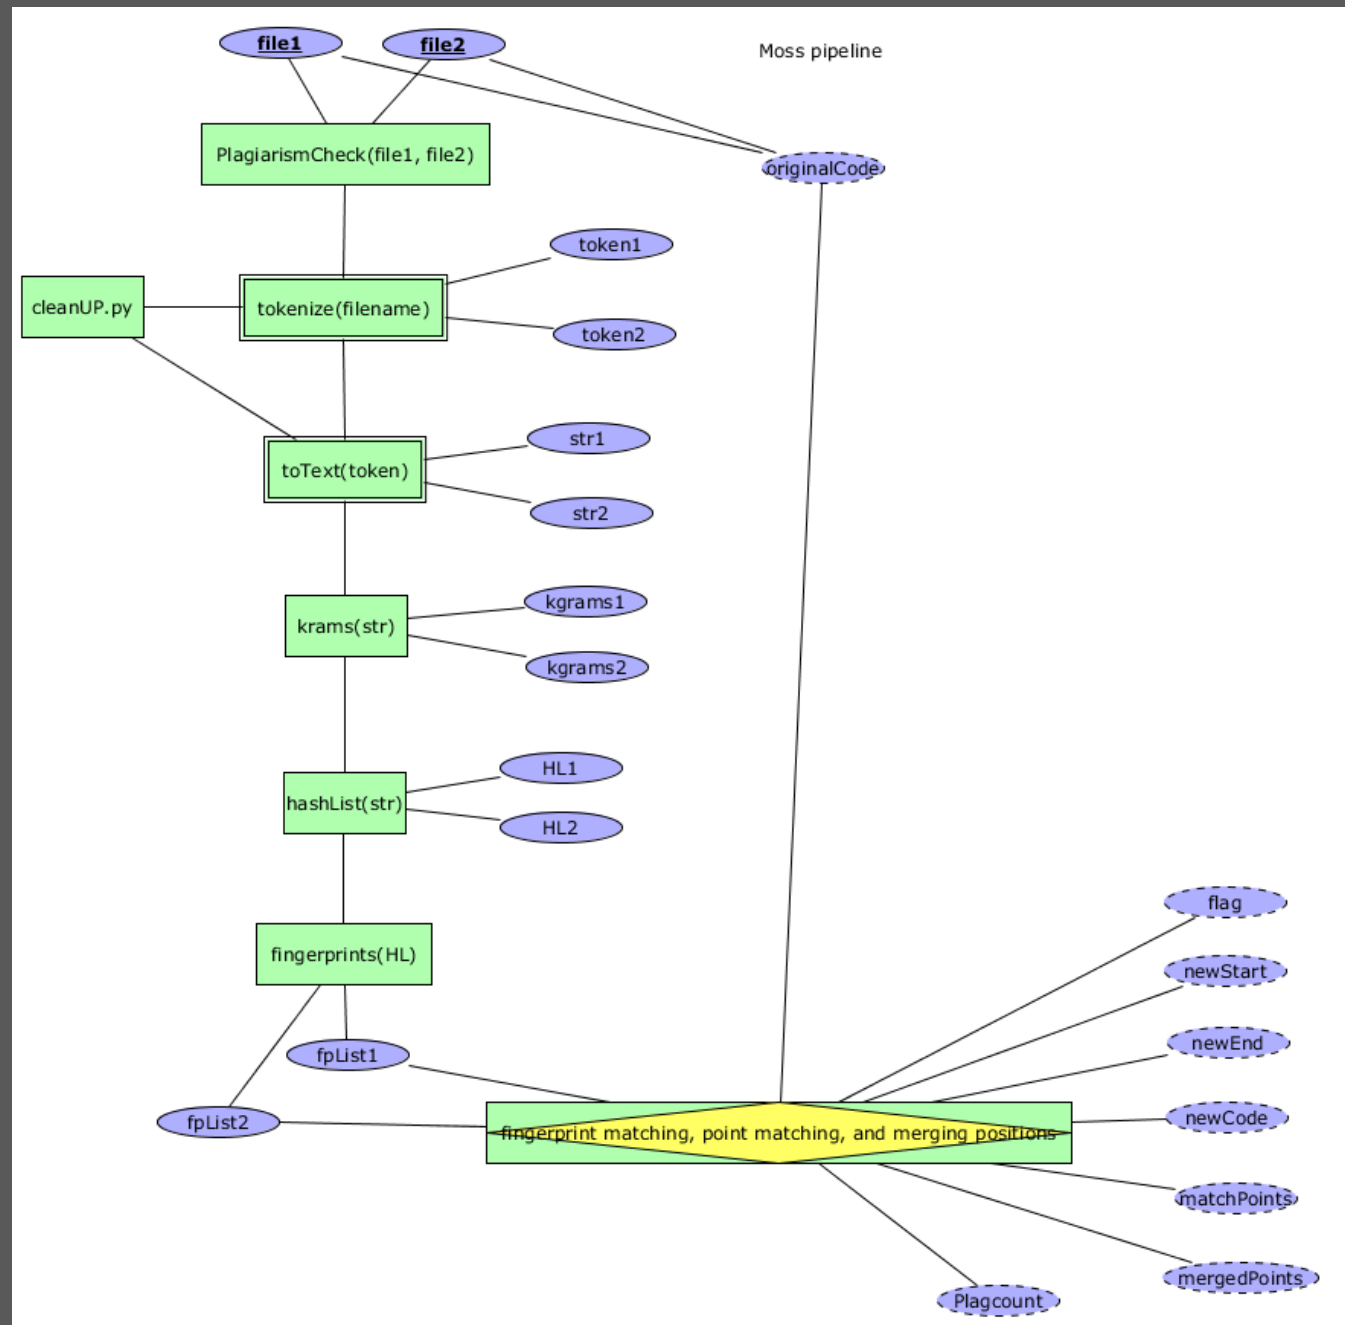 file1
file2
Moss pipeline
PlagiarismCheck(file1, file2)
originalCode
token1
cleanUP.py
tokenize(filename)
token2
str1
toText(token)
str2
kgrams1
krams(str)
kgrams2
HL1
hashList(str)
HL2
flag
fingerprints(HL)
newStart
newEnd
fpList1
newCode
fpList2
fingerprint matching, point matching, and merging positions
matchPoints
mergedPoints
Plagcount